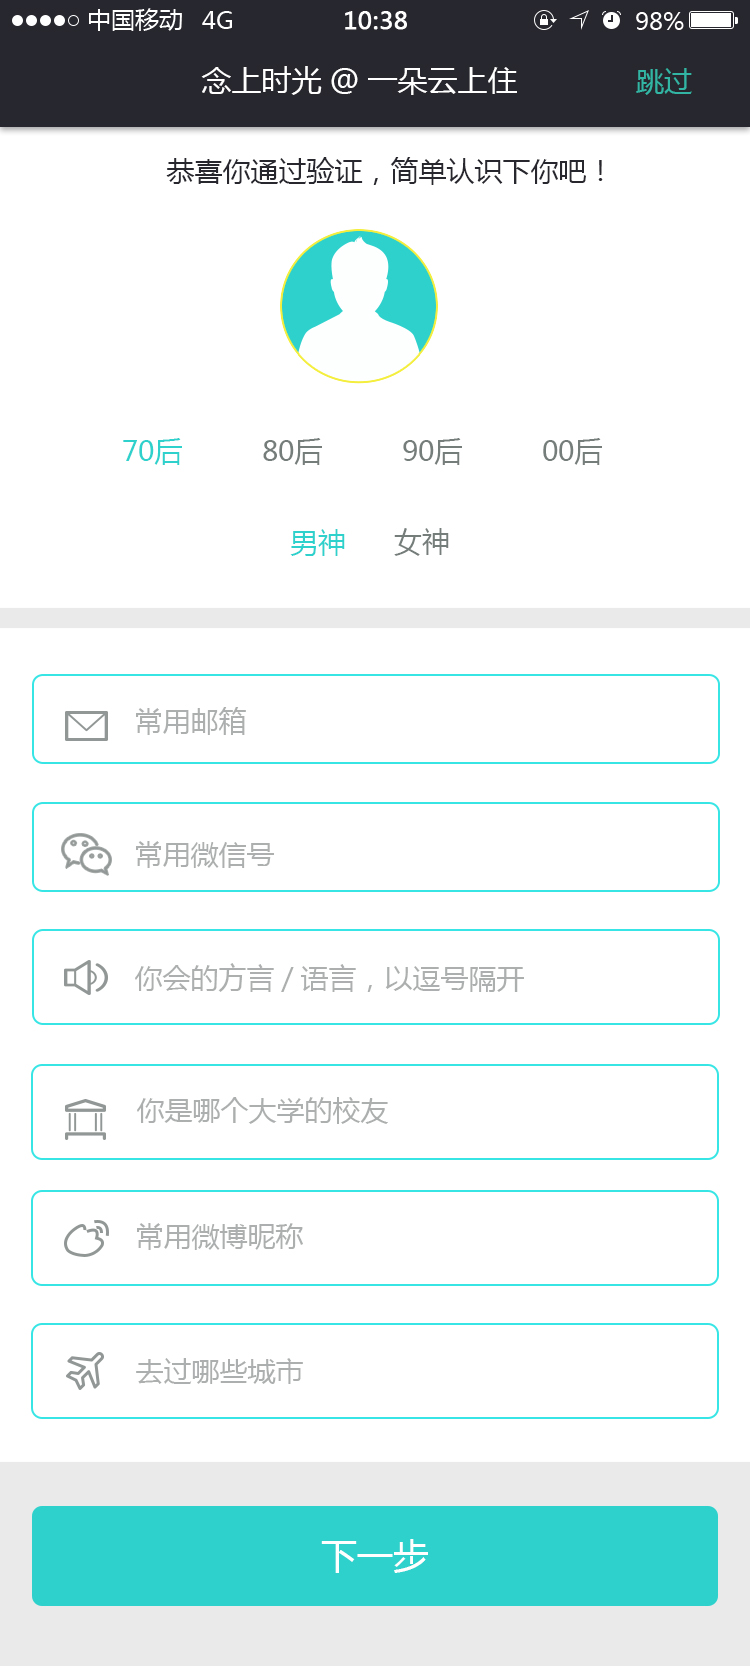 中国移动 4G 10:38 98%
念上时光 @ 一朵云上住 跳过
恭喜你通过验证，简单认识下你吧！
70后 80后 90后 00后
男神 女神
常用邮箱
常用微信号
你会的方言 / 语言，以逗号隔开
你是哪个大学的校友
常用微博昵称
去过哪些城市
下一步